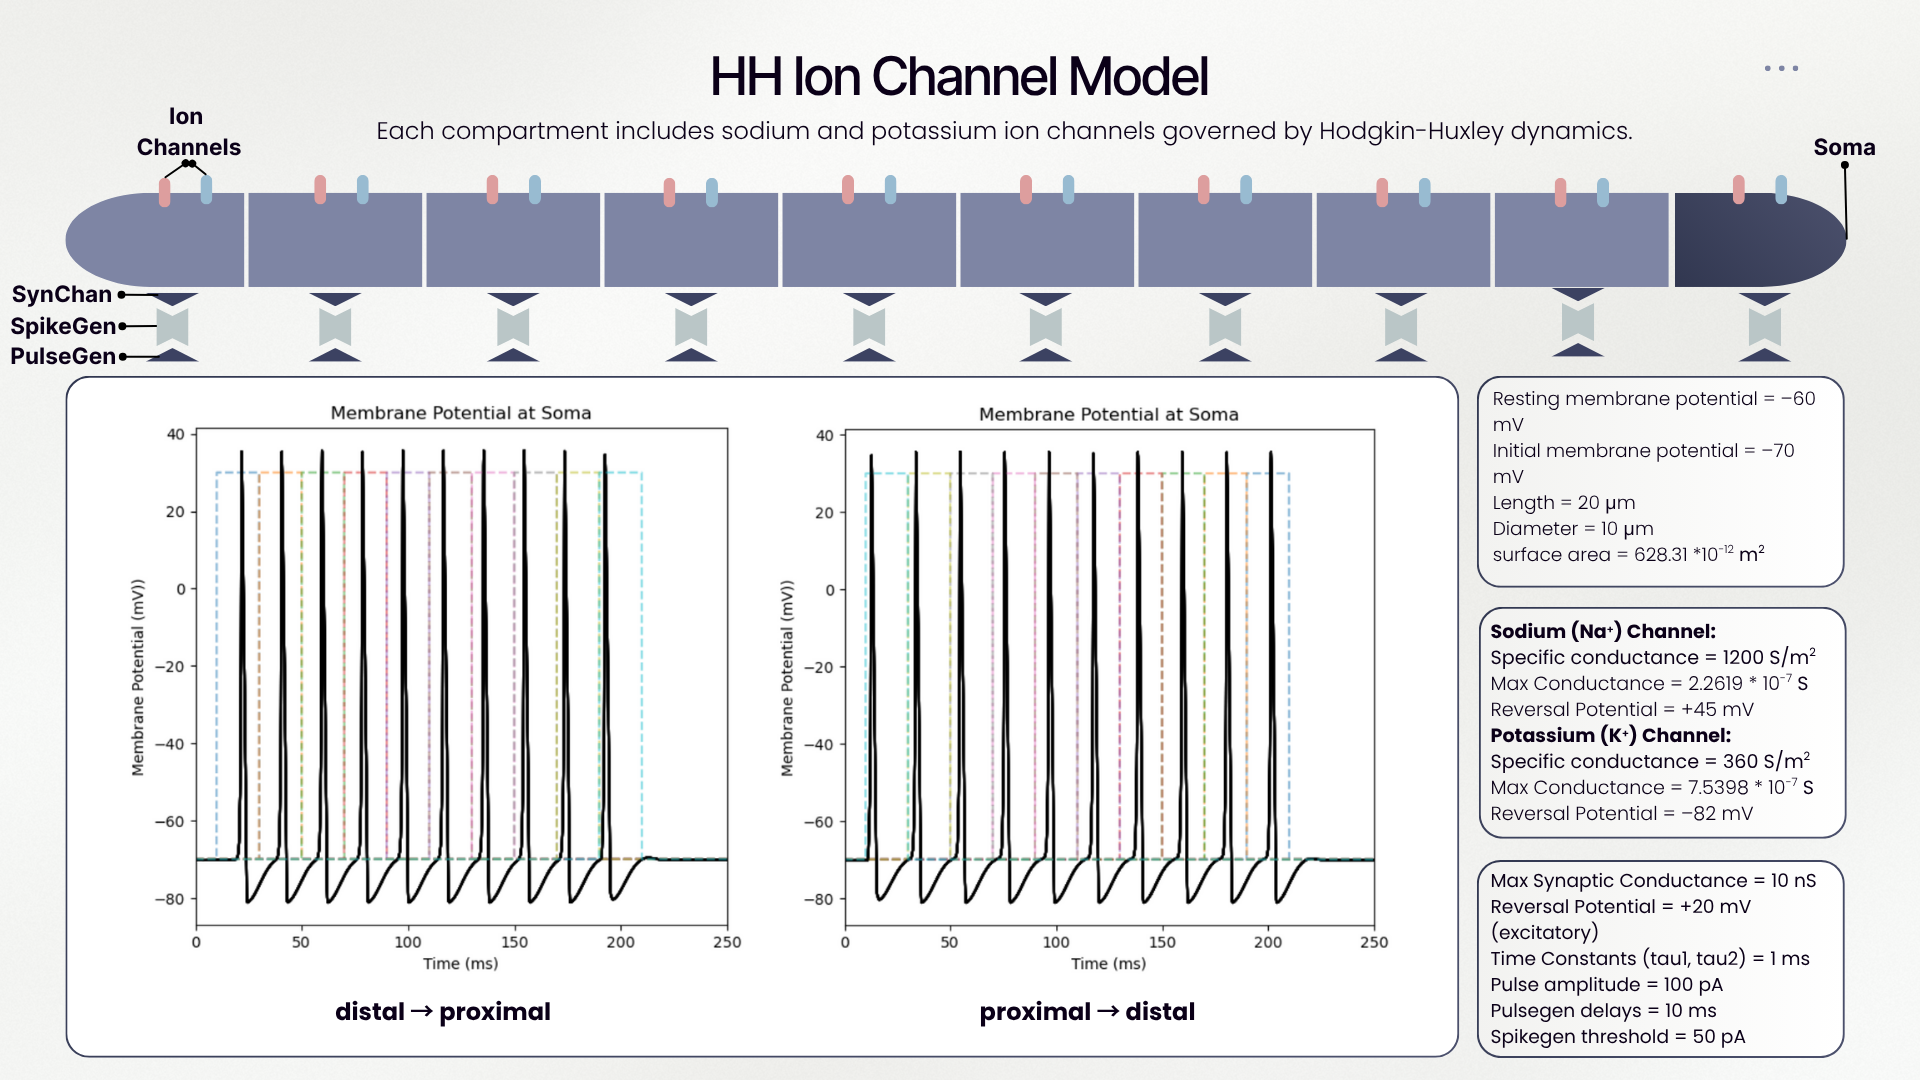 HH Ion Channel Model
Each compartment includes sodium and potassium ion channels governed by Hodgkin-Huxley dynamics.
Ion
Channels
Soma
SynChan
SpikeGen
PulseGen
Membrane Potential at Soma
Membrane Potential (mV))
40
20
0
−20
−40
−60
−80
0 50 100 150 200 250
Time (ms)
distal → proximal
Membrane Potential at Soma
Membrane Potential (mV))
40
20
0
−20
−40
−60
−80
0 50 100 150 200 250
Time (ms)
proximal → distal
Resting membrane potential = −60
mV
Initial membrane potential = −70
mV
Length = 20 μm
Diameter = 10 μm
surface area = 628.31 *10⁻¹² m²
Sodium (Na⁺) Channel:
Specific conductance = 1200 S/m²
Max Conductance = 2.2619 * 10⁻⁷ S
Reversal Potential = +45 mV
Potassium (K⁺) Channel:
Specific conductance = 360 S/m²
Max Conductance = 7.5398 * 10⁻⁷ S
Reversal Potential = −82 mV
Max Synaptic Conductance = 10 nS
Reversal Potential = +20 mV
(excitatory)
Time Constants (tau1, tau2) = 1 ms
Pulse amplitude = 100 pA
Pulsegen delays = 10 ms
Spikegen threshold = 50 pA